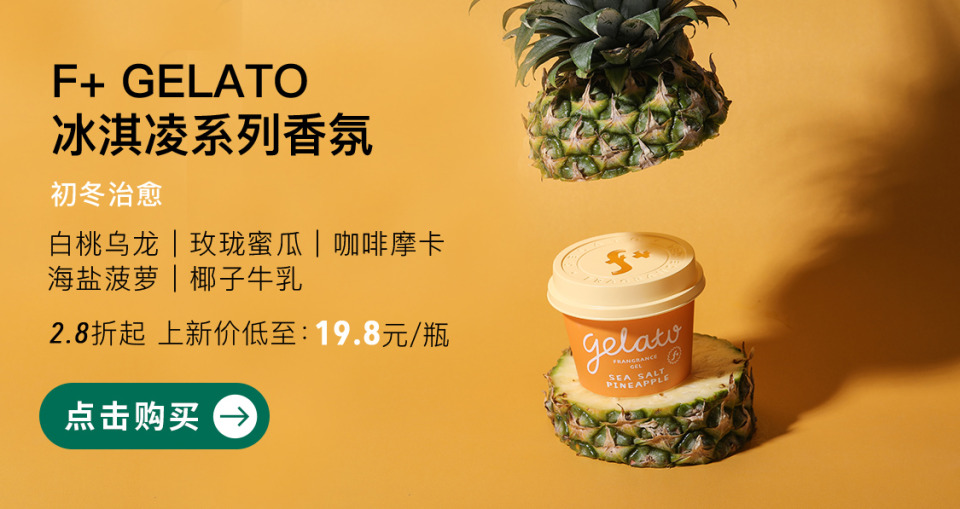 F+ GELATO
冰淇凌系列香氛
初冬治愈
白桃乌龙｜玫珑蜜瓜｜咖啡摩卡
海盐菠萝｜椰子牛乳
2.8折起 上新价低至：19.8元/瓶
点击购买
f+
gelato
FRANGRANCE
GEL
SEA SALT
PINEAPPLE